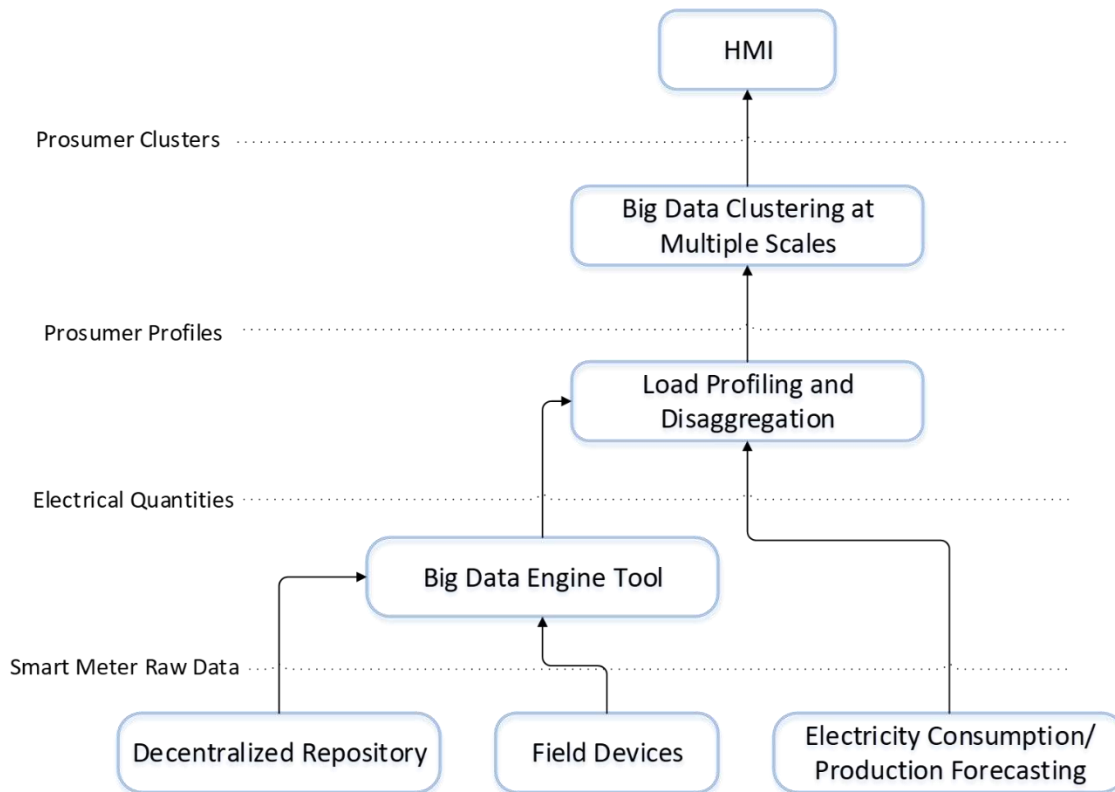 HMI
Prosumer Clusters
Big Data Clustering at
Multiple Scales
Prosumer Profiles
Load Profiling and
Disaggregation
Electrical Quantities
Big Data Engine Tool
Smart Meter Raw Data
Decentralized Repository
Field Devices
Electricity Consumption/
Production Forecasting